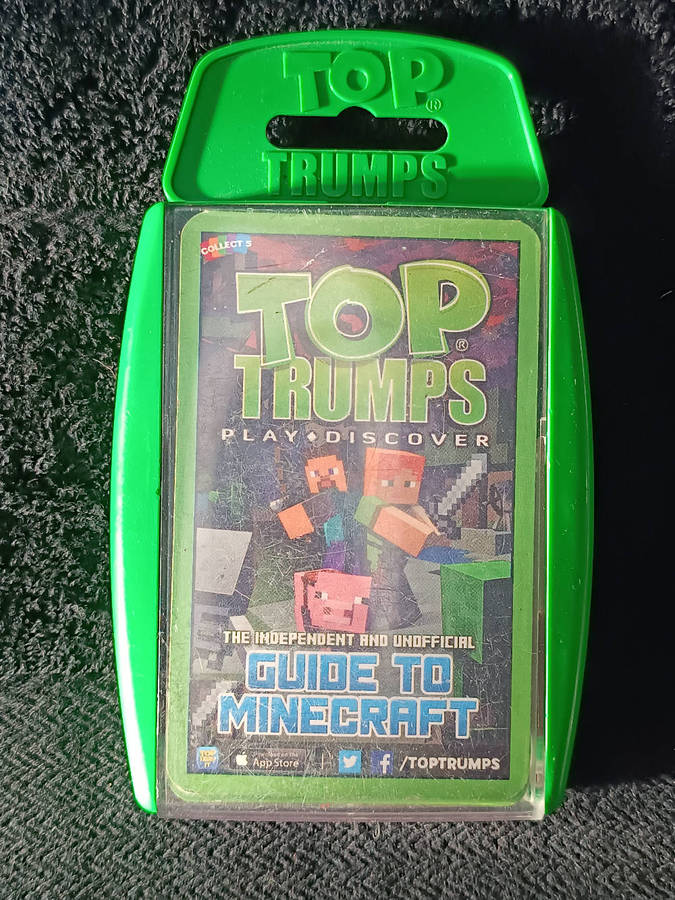 TOP®
TRUMPS
COLLECT 5
TOP®
TRUMPS
PLAY◆DISCOVER
THE INDEPENDENT AND UNOFFICIAL
GUIDE TO
MINECRAFT
App Store
/TOPTRUMPS